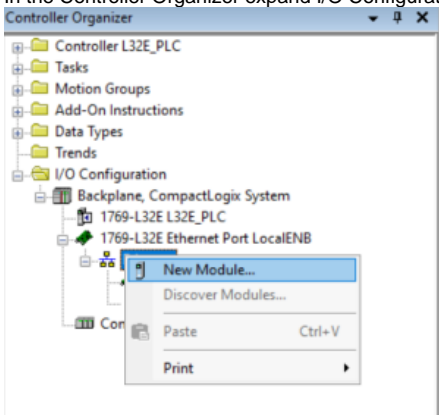 In the Controller Organizer expand I/O Configurat
Controller Organizer
Controller L32E_PLC
Tasks
Motion Groups
Add-On Instructions
Data Types
Trends
I/O Configuration
Backplane, CompactLogix System
1769-L32E L32E_PLC
1769-L32E Ethernet Port LocalENB
New Module...
Discover Modules...
Com
Paste Ctrl+V
Print